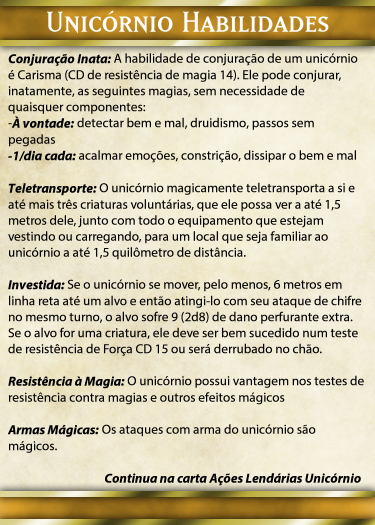 Unicórnio Habilidades
Conjuração Inata: A habilidade de conjuração de um unicórnio
é Carisma (CD de resistência de magia 14). Ele pode conjurar,
inatamente, as seguintes magias, sem necessidade de
quaisquer componentes:
-À vontade: detectar bem e mal, druidismo, passos sem
pegadas
-1/dia cada: acalmar emoções, constrição, dissipar o bem e mal
Teletransporte: O unicórnio magicamente teletransporta a si e
até mais três criaturas voluntárias, que ele possa ver a até 1,5
metros dele, junto com todo o equipamento que estejam
vestindo ou carregando, para um local que seja familiar ao
unicórnio a até 1,5 quilômetro de distância.
Investida: Se o unicórnio se mover, pelo menos, 6 metros em
linha reta até um alvo e então atingi-lo com seu ataque de chifre
no mesmo turno, o alvo sofre 9 (2d8) de dano perfurante extra.
Se o alvo for uma criatura, ele deve ser bem sucedido num teste
de resistência de Força CD 15 ou será derrubado no chão.
Resistência à Magia: O unicórnio possui vantagem nos testes de
resistência contra magias e outros efeitos mágicos
Armas Mágicas: Os ataques com arma do unicórnio são
mágicos.
Continua na carta Ações Lendárias Unicórnio